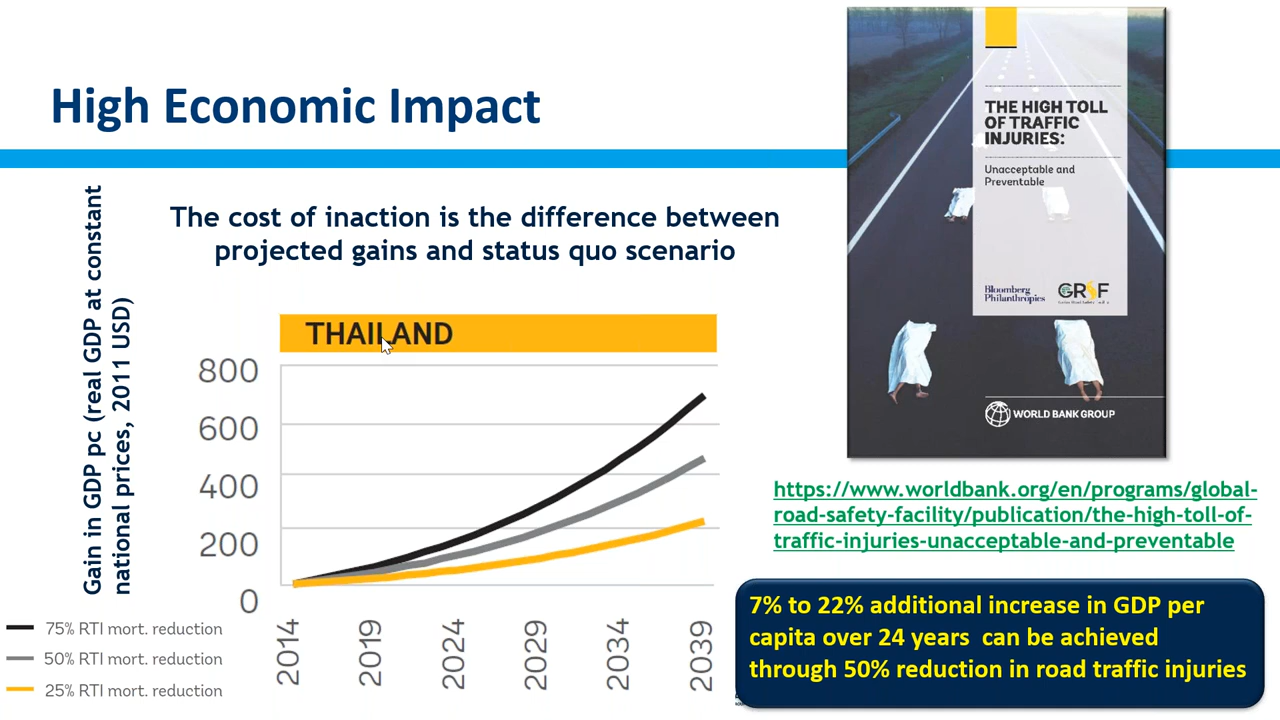 High Economic Impact
THE HIGH TOLL
OF TRAFFIC
INJURIES:
Unacceptable and
Preventable
Bloomberg
Philanthropies
GRSF
WORLD BANK GROUP
Gain in GDP pc (real GDP at constant
national prices, 2011 USD)
The cost of inaction is the difference between
projected gains and status quo scenario
THAILAND
800
600
400
200
0
2014
2019
2024
2029
2034
2039
75% RTI mort. reduction
50% RTI mort. reduction
25% RTI mort. reduction
https://www.worldbank.org/en/programs/global-
road-safety-facility/publication/the-high-toll-of-
traffic-injuries-unacceptable-and-preventable
7% to 22% additional increase in GDP per
capita over 24 years can be achieved
through 50% reduction in road traffic injuries